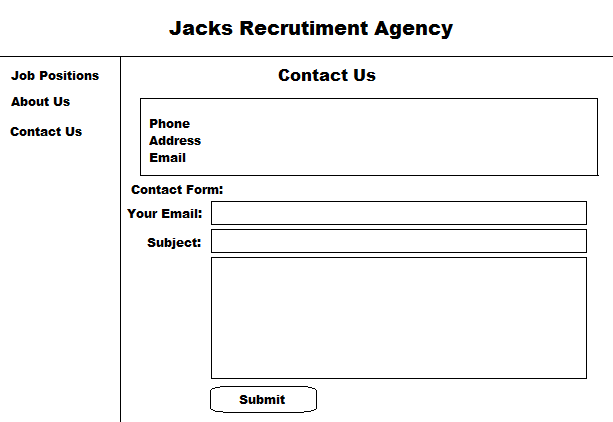 Jacks Recrutiment Agency
Job Positions
About Us
Contact Us
Contact Us
Phone
Address
Email
Contact Form:
Your Email:
Subject:
Submit